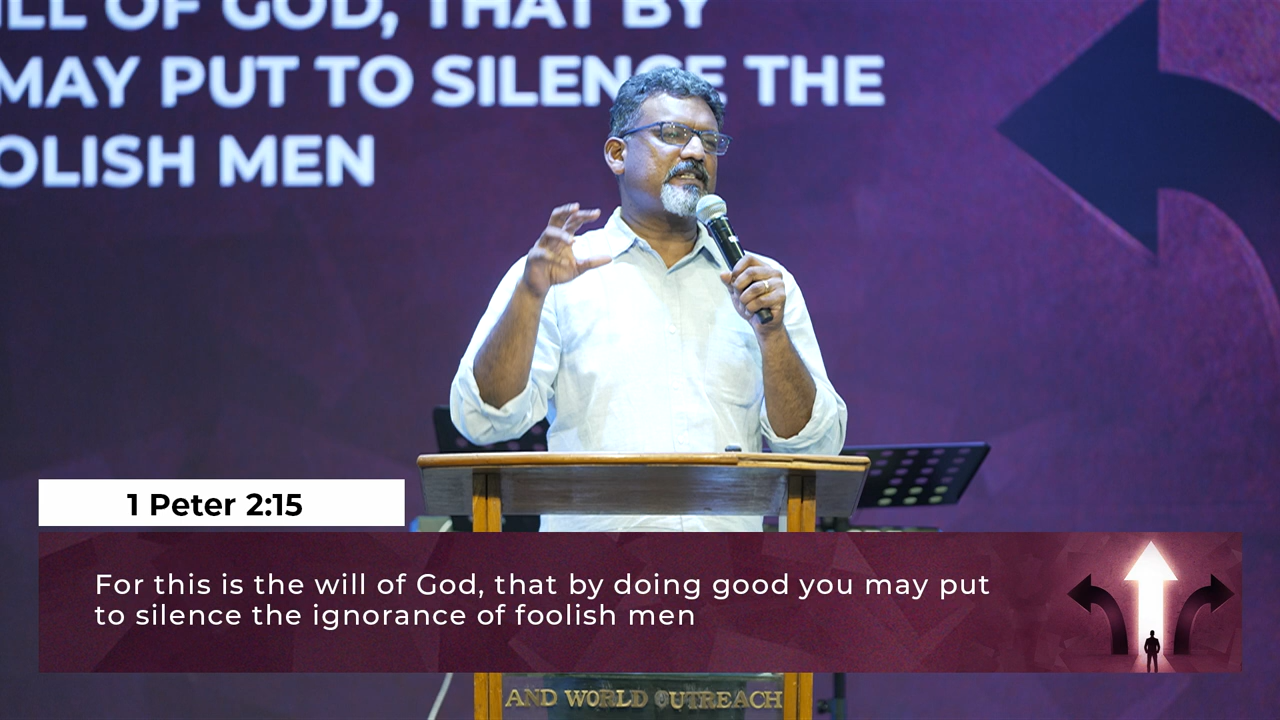 ILL OF GOD, THAT BY
MAY PUT TO SILENCE THE
OLISH MEN
1 Peter 2:15
For this is the will of God, that by doing good you may put
to silence the ignorance of foolish men
AND WORLD OUTREACH